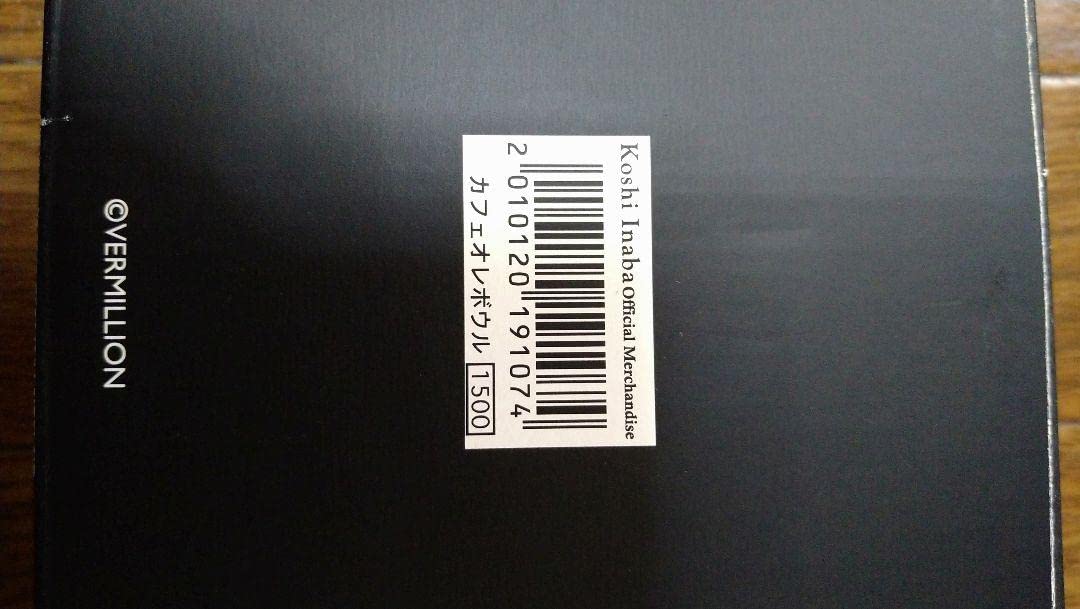 Koshi Inaba Official Merchandise
2 010120 191074
カフェオレボウル 1500
©VERMILLION